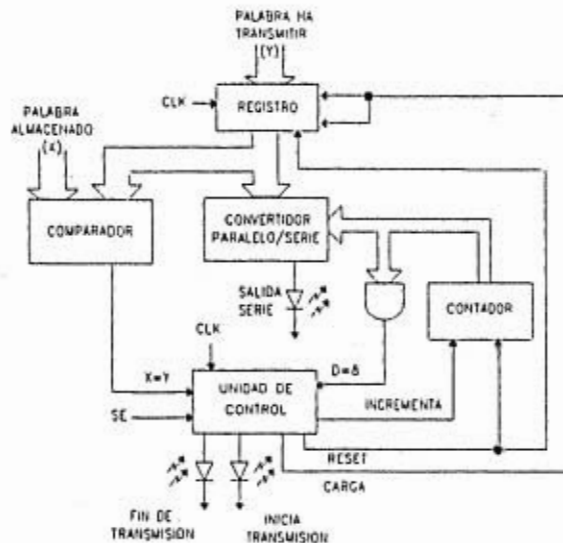 PALABRA HA
TRANSMITIR
(Y)
CLK
REGISTRO
PALABRA
ALMACENADO
(X)
COMPARADOR
CONVERTIDOR
PARALELO/SERIE
SALIDA
SERIE
CONTADOR
CLK
X=Y
D=8
UNIDAD DE
CONTROL
SE
INCREMENTA
RESET
CARGA
FIN DE
TRANSMISION
INICIA
TRANSMISION